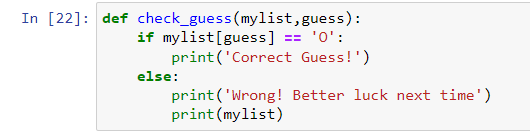 In [22]: def check_guess(mylist,guess):
    if mylist[guess] == 'O':
        print('Correct Guess!')
    else:
        print('Wrong! Better luck next time')
        print(mylist)